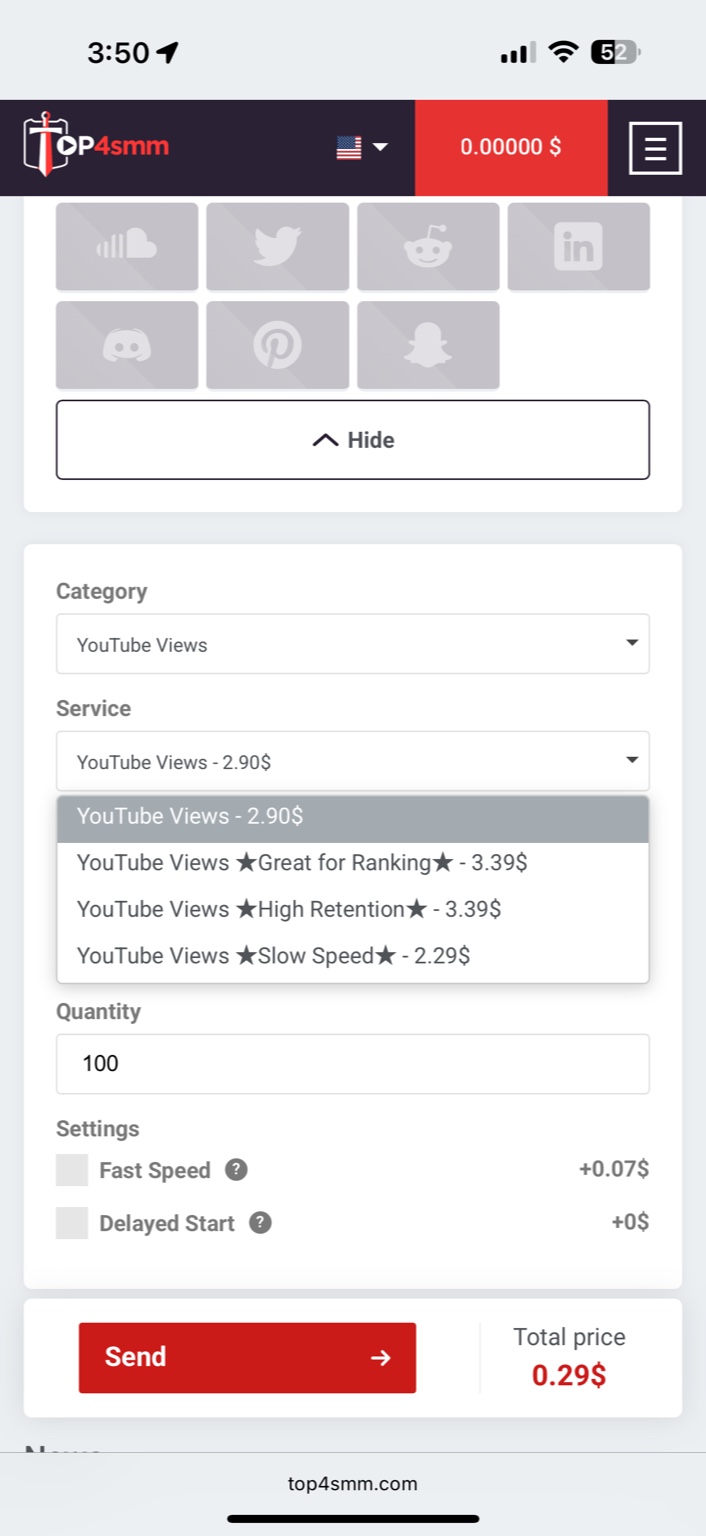 3:50
52
TOP4smm
0.00000 $
in
Hide
Category
YouTube Views
Service
YouTube Views - 2.90$
YouTube Views - 2.90$
YouTube Views ★Great for Ranking★ - 3.39$
YouTube Views ★High Retention★ - 3.39$
YouTube Views ★Slow Speed★ - 2.29$
Quantity
100
Settings
Fast Speed ? +0.07$
Delayed Start ? +0$
Send →
Total price
0.29$
top4smm.com